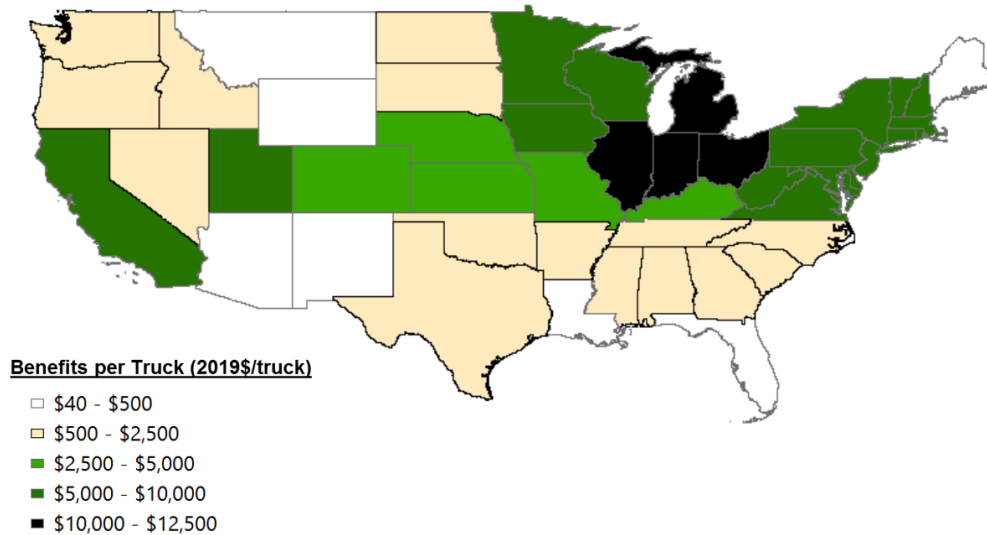 Benefits per Truck (2019$/truck)
$40 - $500
$500 - $2,500
$2,500 - $5,000
$5,000 - $10,000
$10,000 - $12,500